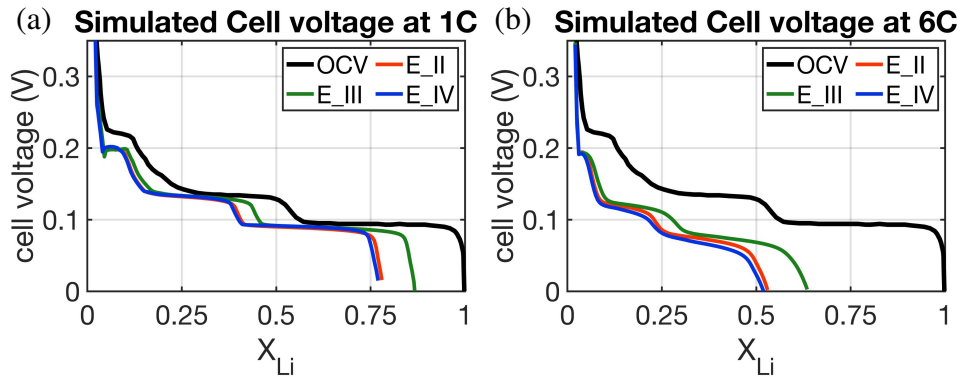 (a) Simulated Cell voltage at 1C
OCV E_II
E_III E_IV
cell voltage (V)
0.3
0.2
0.1
0
0 0.25 0.5 0.75 1
X_Li
(b) Simulated Cell voltage at 6C
OCV E_II
E_III E_IV
cell voltage (V)
0.3
0.2
0.1
0
0 0.25 0.5 0.75 1
X_Li